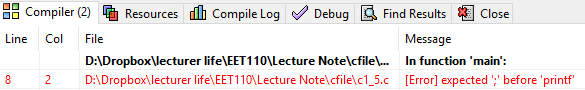 Compiler (2) Resources Compile Log Debug Find Results Close
Line Col File Message
D:\Dropbox\lecturer life\EET110\Lecture Note\cfile\... In function 'main':
8 2 D:\Dropbox\lecturer life\EET110\Lecture Note\cfile\c1_5.c [Error] expected ';' before 'printf'